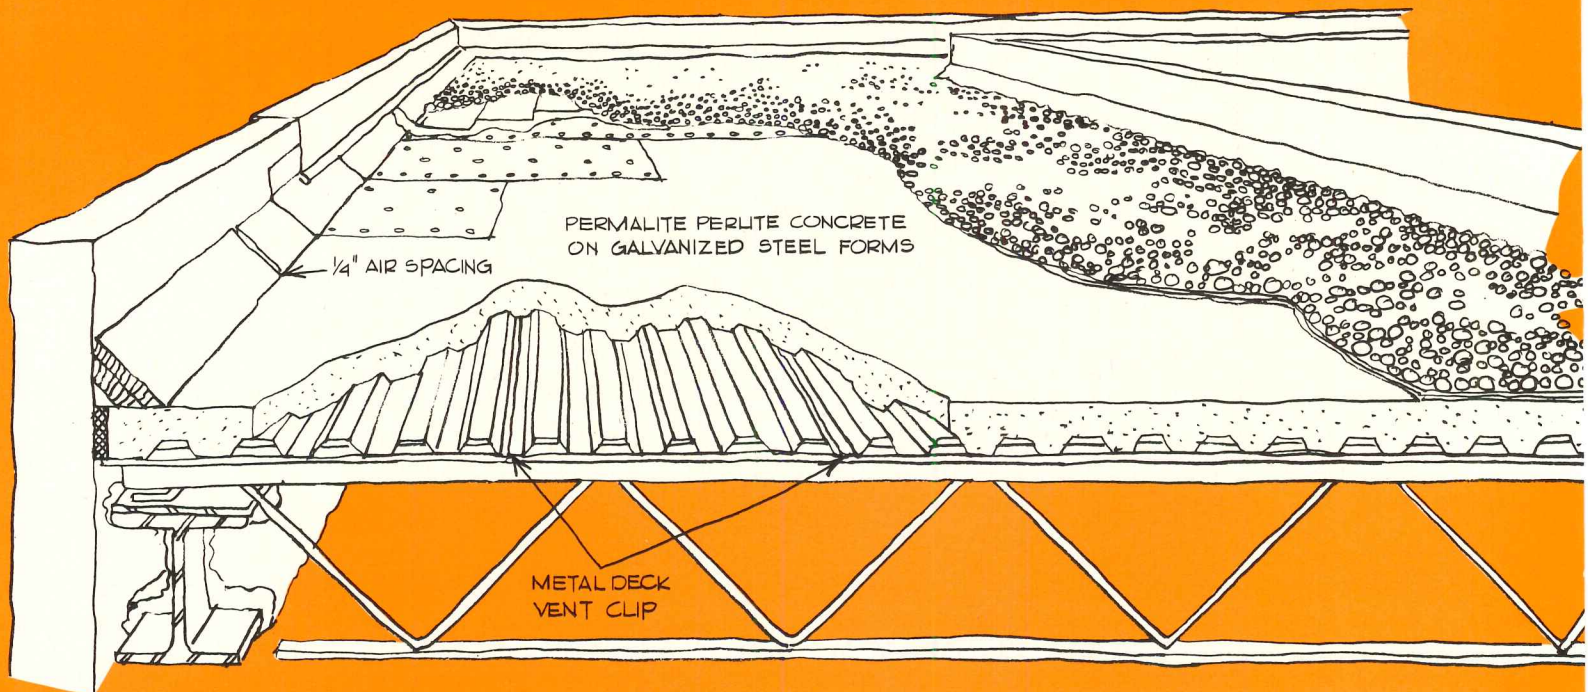 PERMALITE PERLITE CONCRETE
ON GALVANIZED STEEL FORMS
1/4" AIR SPACING
METAL DECK
VENT CLIP